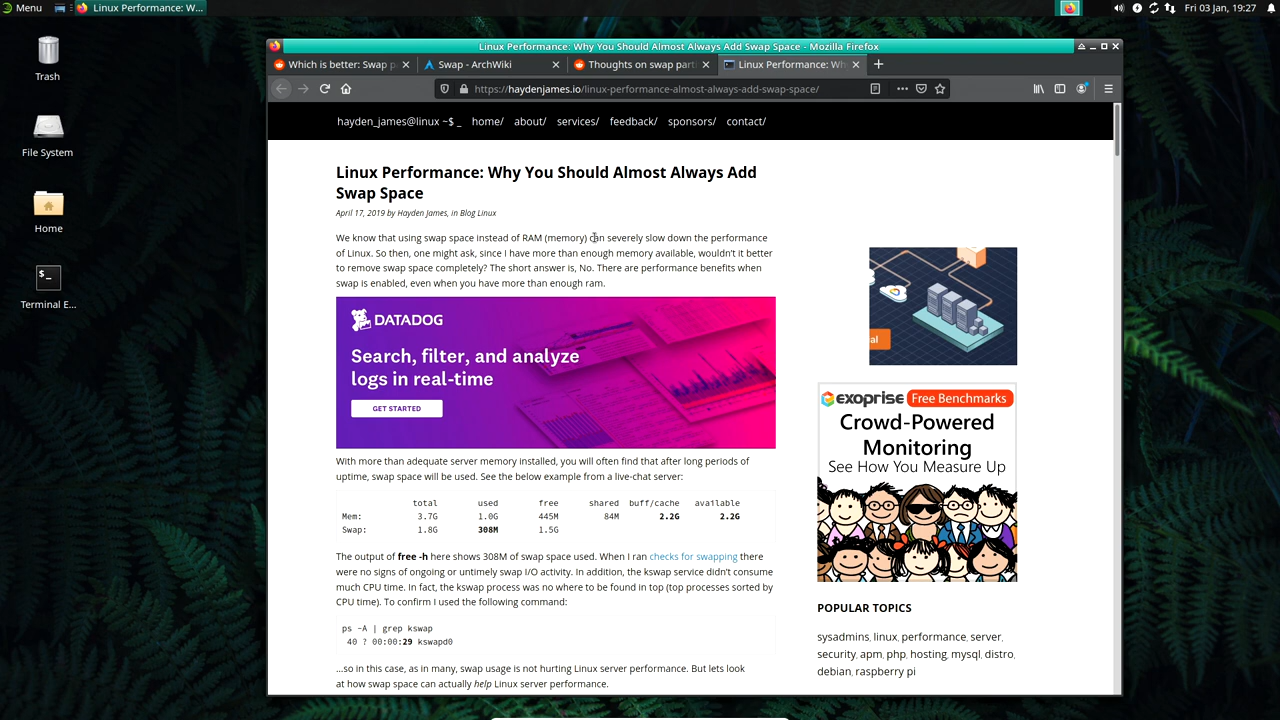 Menu
Linux Performance: W...
Fri 03 Jan, 19:27
Trash
File System
Home
Terminal E...
Linux Performance: Why You Should Almost Always Add Swap Space - Mozilla Firefox
Which is better: Swap p
Swap - ArchWiki
Thoughts on swap parti
Linux Performance: Wh
https://haydenjames.io/linux-performance-almost-always-add-swap-space/
hayden_james@linux ~$ _ home/ about/ services/ feedback/ sponsors/ contact/
Linux Performance: Why You Should Almost Always Add
Swap Space
April 17, 2019 by Hayden James, in Blog Linux
We know that using swap space instead of RAM (memory) can severely slow down the performance
of Linux. So then, one might ask, since I have more than enough memory available, wouldn't it better
to remove swap space completely? The short answer is, No. There are performance benefits when
swap is enabled, even when you have more than enough ram.
DATADOG
Search, filter, and analyze
logs in real-time
GET STARTED
With more than adequate server memory installed, you will often find that after long periods of
uptime, swap space will be used. See the below example from a live-chat server:
total used free shared buff/cache available
Mem: 3.7G 1.0G 445M 84M 2.2G 2.2G
Swap: 1.8G 308M 1.5G
The output of free -h here shows 308M of swap space used. When I ran checks for swapping there
were no signs of ongoing or untimely swap I/O activity. In addition, the kswap service didn't consume
much CPU time. In fact, the kswap process was no where to be found in top (top processes sorted by
CPU time). To confirm I used the following command:
ps -A | grep kswap
40 ? 00:00:29 kswapd0
...so in this case, as in many, swap usage is not hurting Linux server performance. But lets look
at how swap space can actually help Linux server performance.
al
exoprise Free Benchmarks
Crowd-Powered
Monitoring
See How You Measure Up
POPULAR TOPICS
sysadmins, linux, performance, server,
security, apm, php, hosting, mysql, distro,
debian, raspberry pi